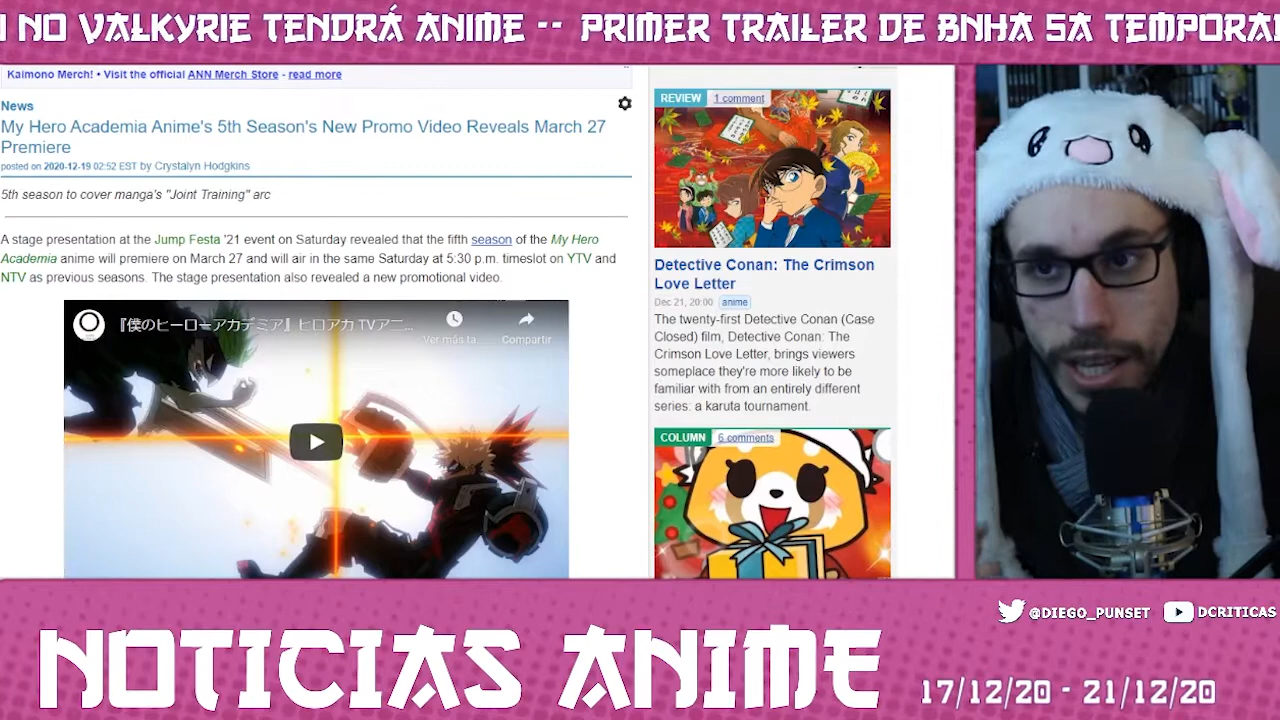 NO VALKYRIE TENDRÁ ANIME -- PRIMER TRAILER DE BNHA 5A TEMPORA
Kaimono Merch! • Visit the official ANN Merch Store - read more
News
My Hero Academia Anime's 5th Season's New Promo Video Reveals March 27
Premiere
posted on 2020-12-19 02:52 EST by Crystalyn Hodgkins
5th season to cover manga's "Joint Training" arc
A stage presentation at the Jump Festa '21 event on Saturday revealed that the fifth season of the My Hero
Academia anime will premiere on March 27 and will air in the same Saturday at 5:30 p.m. timeslot on YTV and
NTV as previous seasons. The stage presentation also revealed a new promotional video.
『僕のヒーローアカデミア』ヒロアカ TVアニ...
Ver más ta...
Compartir
REVIEW 1 comment
Detective Conan: The Crimson
Love Letter
Dec 21, 20:00 anime
The twenty-first Detective Conan (Case
Closed) film, Detective Conan: The
Crimson Love Letter, brings viewers
someplace they're more likely to be
familiar with from an entirely different
series: a karuta tournament.
COLUMN 6 comments
@DIEGO_PUNSET
DCRITICAS
NOTICIAS ANIME
17/12/20 - 21/12/20